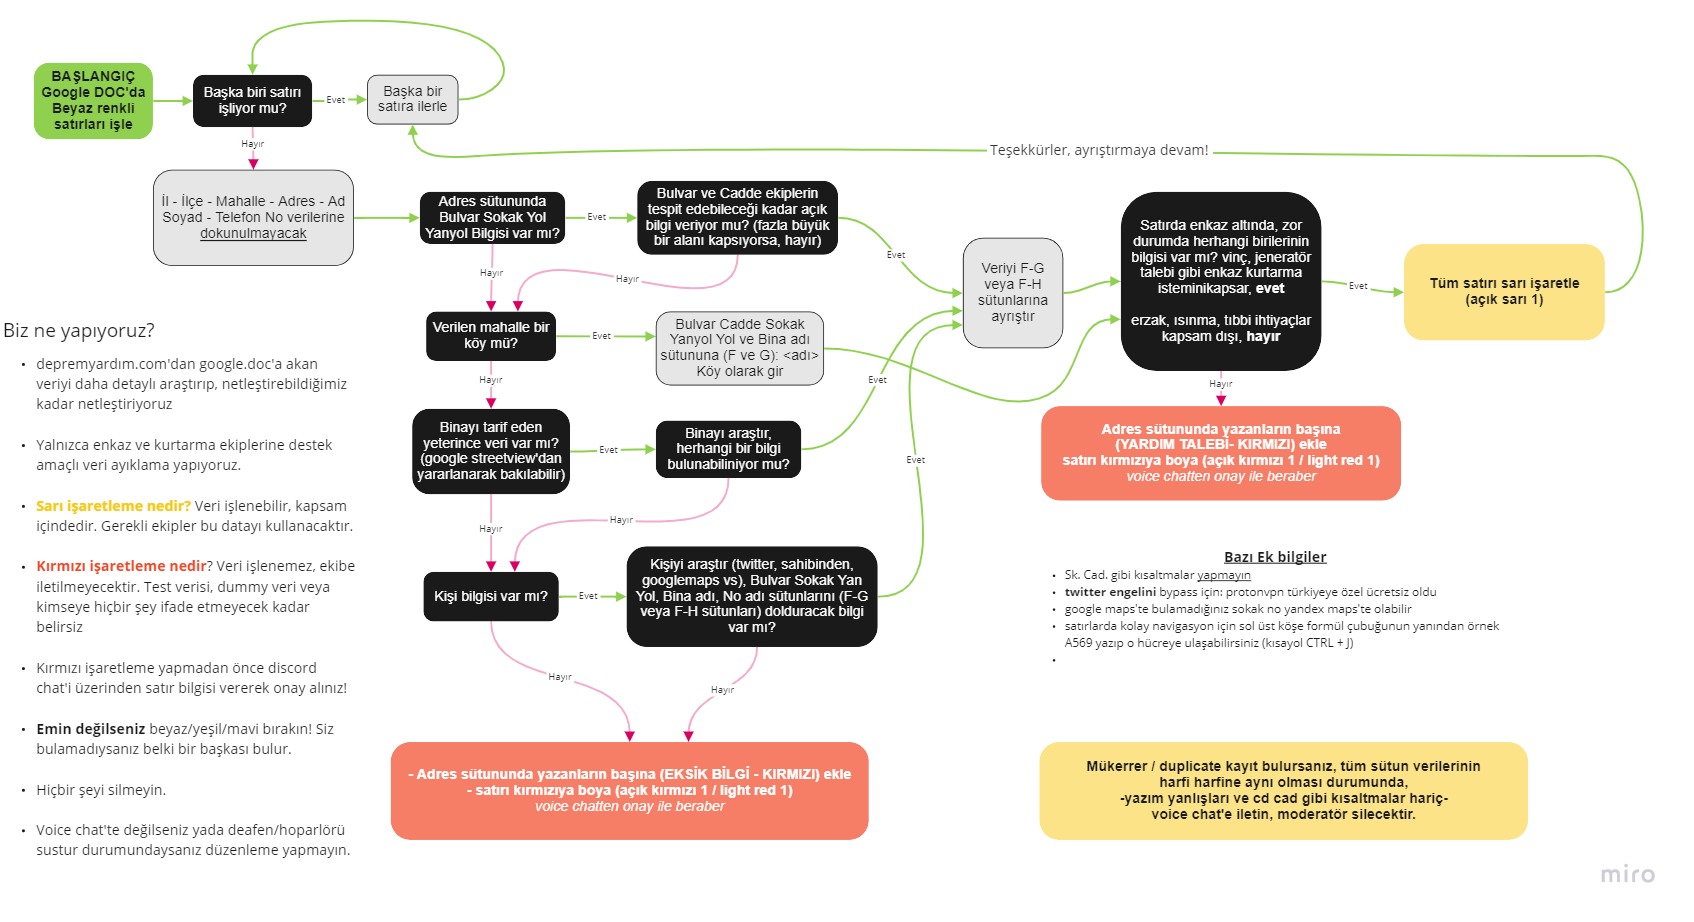 BAŞLANGIÇ
Google DOC'da
Beyaz renkli
satırları işle
Başka biri satırı
işliyor mu?
Evet
Başka bir
satıra ilerle
Hayır
Teşekkürler, ayrıştırmaya devam!
İl - İlçe - Mahalle - Adres - Ad
Soyad - Telefon No verilerine
dokunulmayacak
Adres sütununda
Bulvar Sokak Yol
Yanyol Bilgisi var mı?
Evet
Bulvar ve Cadde ekiplerin
tespit edebileceği kadar açık
bilgi veriyor mu? (fazla büyük
bir alanı kapsıyorsa, hayır)
Evet
Hayır
Hayır
Veriyi F-G
veya F-H
sütunlarına
ayrıştır
Satırda enkaz altında, zor
durumda herhangi birilerinin
bilgisi var mı? vinç, jeneratör
talebi gibi enkaz kurtarma
isteminikapsar, evet
erzak, ısınma, tıbbi ihtiyaçlar
kapsam dışı, hayır
Evet
Tüm satırı sarı işaretle
(açık sarı 1)
Verilen mahalle bir
köy mü?
Evet
Bulvar Cadde Sokak
Yanyol Yol ve Bina adı
sütununa (F ve G): <adı>
Köy olarak gir
Hayır
Evet
Hayır
Adres sütununda yazanların başına
(YARDIM TALEBİ- KIRMIZI) ekle
satırı kırmızıya boya (açık kırmızı 1 / light red 1)
voice chatten onay ile beraber
Binayı tarif eden
yeterince veri var mı?
(google streetview'dan
yararlanarak bakılabilir)
Evet
Binayı araştır,
herhangi bir bilgi
bulunabiliniyor mu?
Evet
Hayır
Hayır
Kişi bilgisi var mı?
Evet
Kişiyi araştır (twitter, sahibinden,
googlemaps vs), Bulvar Sokak Yan
Yol, Bina adı, No adı sütunlarını (F-G
veya F-H sütunları) dolduracak bilgi
var mı?
Hayır
Hayır
- Adres sütununda yazanların başına (EKSİK BİLGİ - KIRMIZI) ekle
- satırı kırmızıya boya (açık kırmızı 1 / light red 1)
voice chatten onay ile beraber
Biz ne yapıyoruz?
• depremyardım.com'dan google.doc'a akan
veriyi daha detaylı araştırıp, netleştirebildiğimiz
kadar netleştiriyoruz
• Yalnızca enkaz ve kurtarma ekiplerine destek
amaçlı veri ayıklama yapıyoruz.
• Sarı işaretleme nedir? Veri işlenebilir, kapsam
içindedir. Gerekli ekipler bu datayı kullanacaktır.
• Kırmızı işaretleme nedir? Veri işlenemez, ekibe
iletilmeyecektir. Test verisi, dummy veri veya
kimseye hiçbir şey ifade etmeyecek kadar
belirsiz
• Kırmızı işaretleme yapmadan önce discord
chat'i üzerinden satır bilgisi vererek onay alınız!
• Emin değilseniz beyaz/yeşil/mavi bırakın! Siz
bulamadıysanız belki bir başkası bulur.
• Hiçbir şeyi silmeyin.
• Voice chat'te değilseniz yada deafen/hoparlörü
sustur durumundaysanız düzenleme yapmayın.
Bazı Ek bilgiler
• Sk. Cad. gibi kısaltmalar yapmayın
• twitter engelini bypass için: protonvpn türkiyeye özel ücretsiz oldu
• google maps'te bulamadığınız sokak no yandex maps'te olabilir
• satırlarda kolay navigasyon için sol üst köşe formül çubuğunun yanından örnek
A569 yazıp o hücreye ulaşabilirsiniz (kısayol CTRL + J)
•
Mükerrer / duplicate kayıt bulursanız, tüm sütun verilerinin
harfi harfine aynı olması durumunda,
-yazım yanlışları ve cd cad gibi kısaltmalar hariç-
voice chat'e iletin, moderatör silecektir.
miro